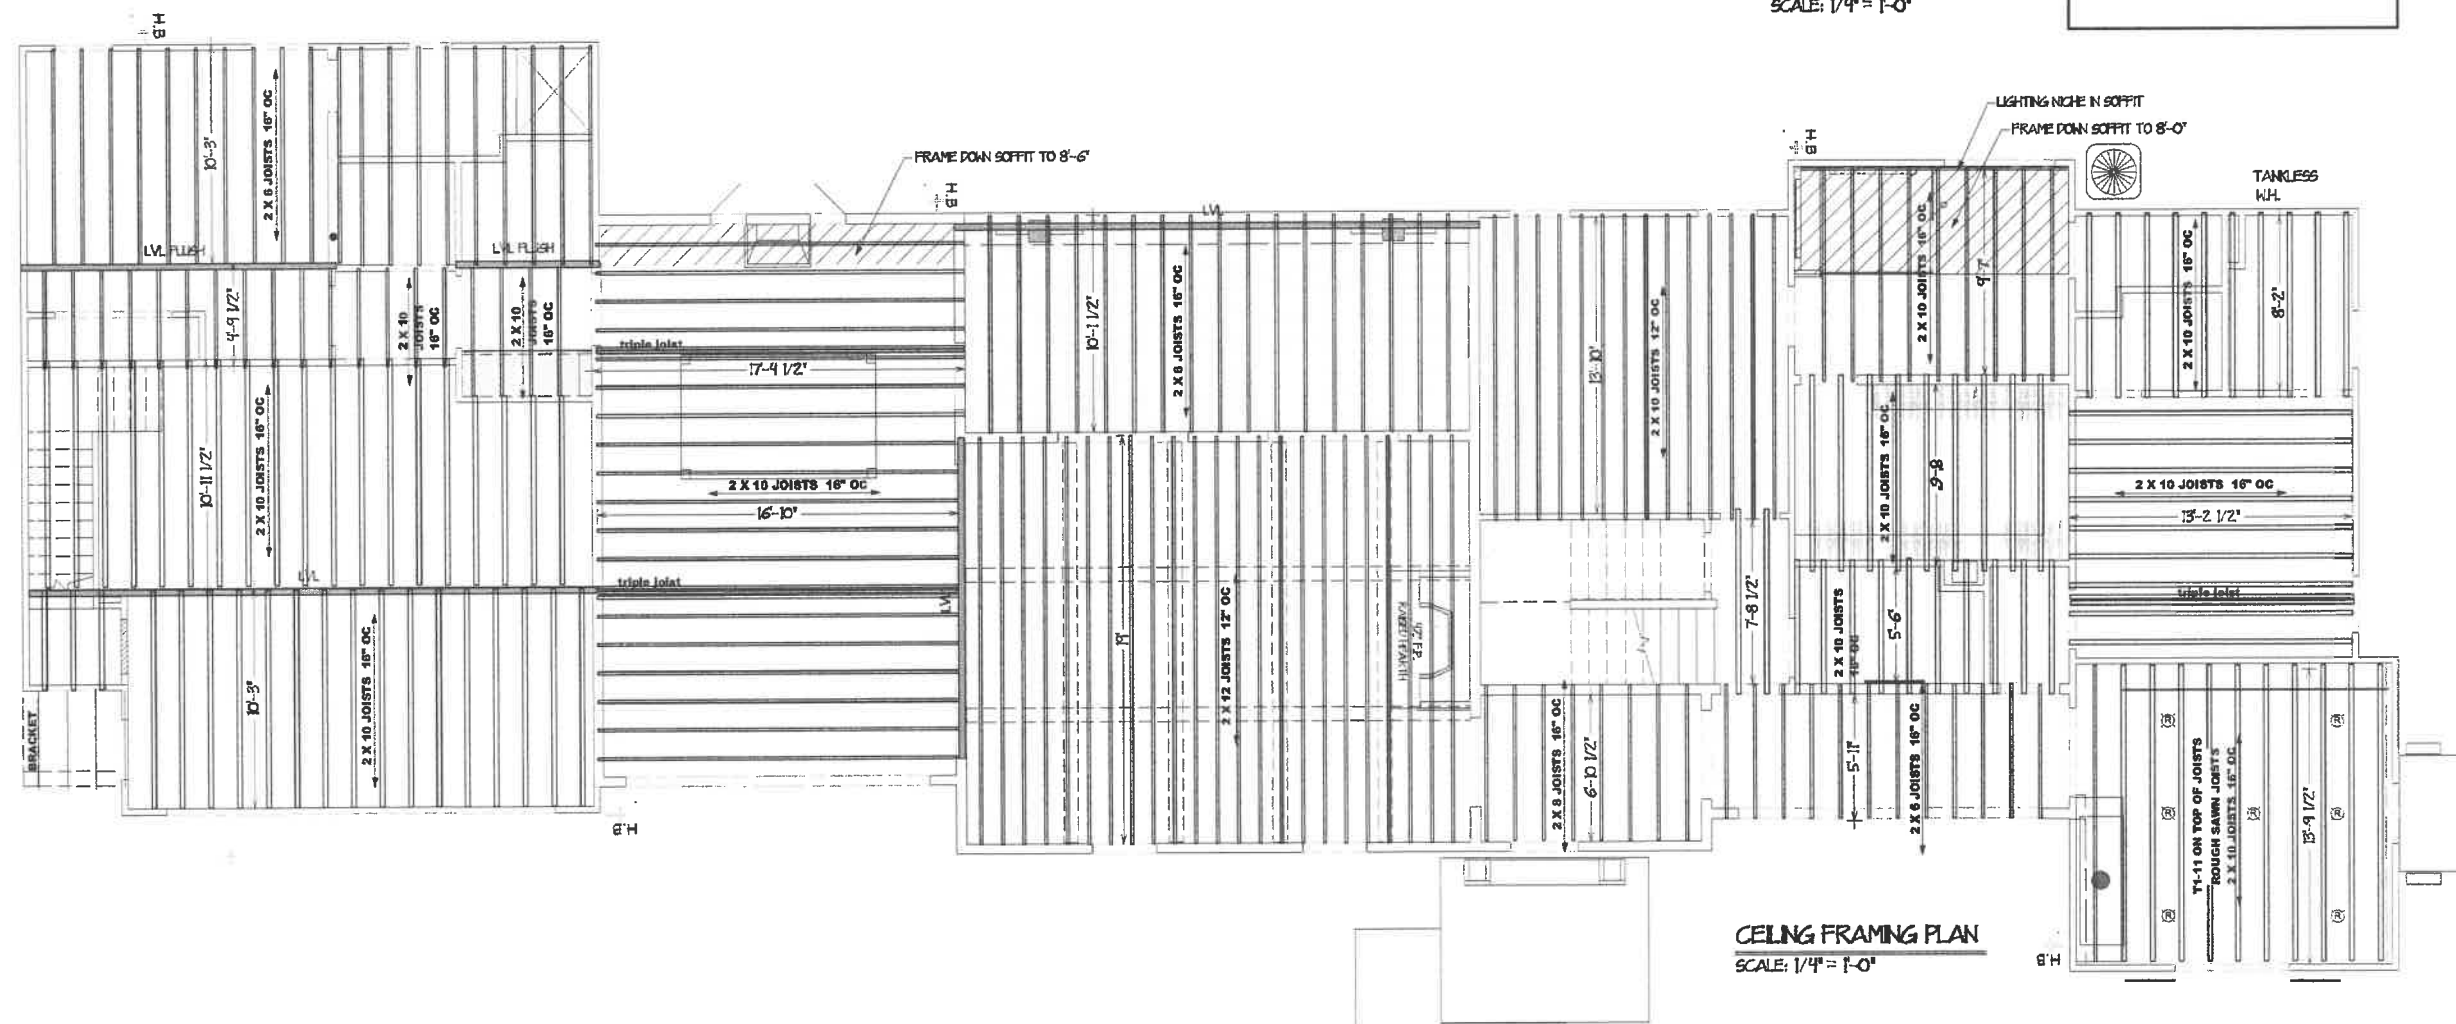 SCALE: 1/4" = 1'-0"
H.B
LIGHTING NICHE IN SOFFIT
FRAME DOWN SOFFIT TO 8'-0"
H.B
TANKLESS
W.H.
FRAME DOWN SOFFIT TO 8'-6"
H.B
10'-3"
2 X 6 JOISTS 16" OC
LVL FLUSH
LVL FLUSH
LVL
4'-9 1/2"
2 X 10
JOISTS
16" OC
2 X 10
JOISTS
16" OC
triple joist
17'-4 1/2"
10'-11 1/2"
2 X 10 JOISTS 16" OC
2 X 10 JOISTS 16" OC
16'-10"
LVL
triple joist
LVL
10'-3"
2 X 10 JOISTS 16" OC
BRACKET
H.B
10'-1 1/2"
2 X 6 JOISTS 16" OC
19'
2 X 12 JOISTS 12" OC
42" F.P.
13'-10"
2 X 10 JOISTS 12" OC
7'-8 1/2"
2 X 8 JOISTS 16" OC
6'-10 1/2"
2 X 10 JOISTS 16" OC
9'-7"
2 X 10 JOISTS 16" OC
9'-8
2 X 10 JOISTS
16" OC
5'-6"
5'-11"
2 X 6 JOISTS 16" OC
2 X 10 JOISTS 16" OC
8'-2"
2 X 10 JOISTS 16" OC
13'-2 1/2"
triple joist
T1-11 ON TOP OF JOISTS
ROUGH SAWN JOISTS
2 X 10 JOISTS 16" OC
13'-9 1/2"
H.B
CEILING FRAMING PLAN
SCALE: 1/4" = 1'-0"